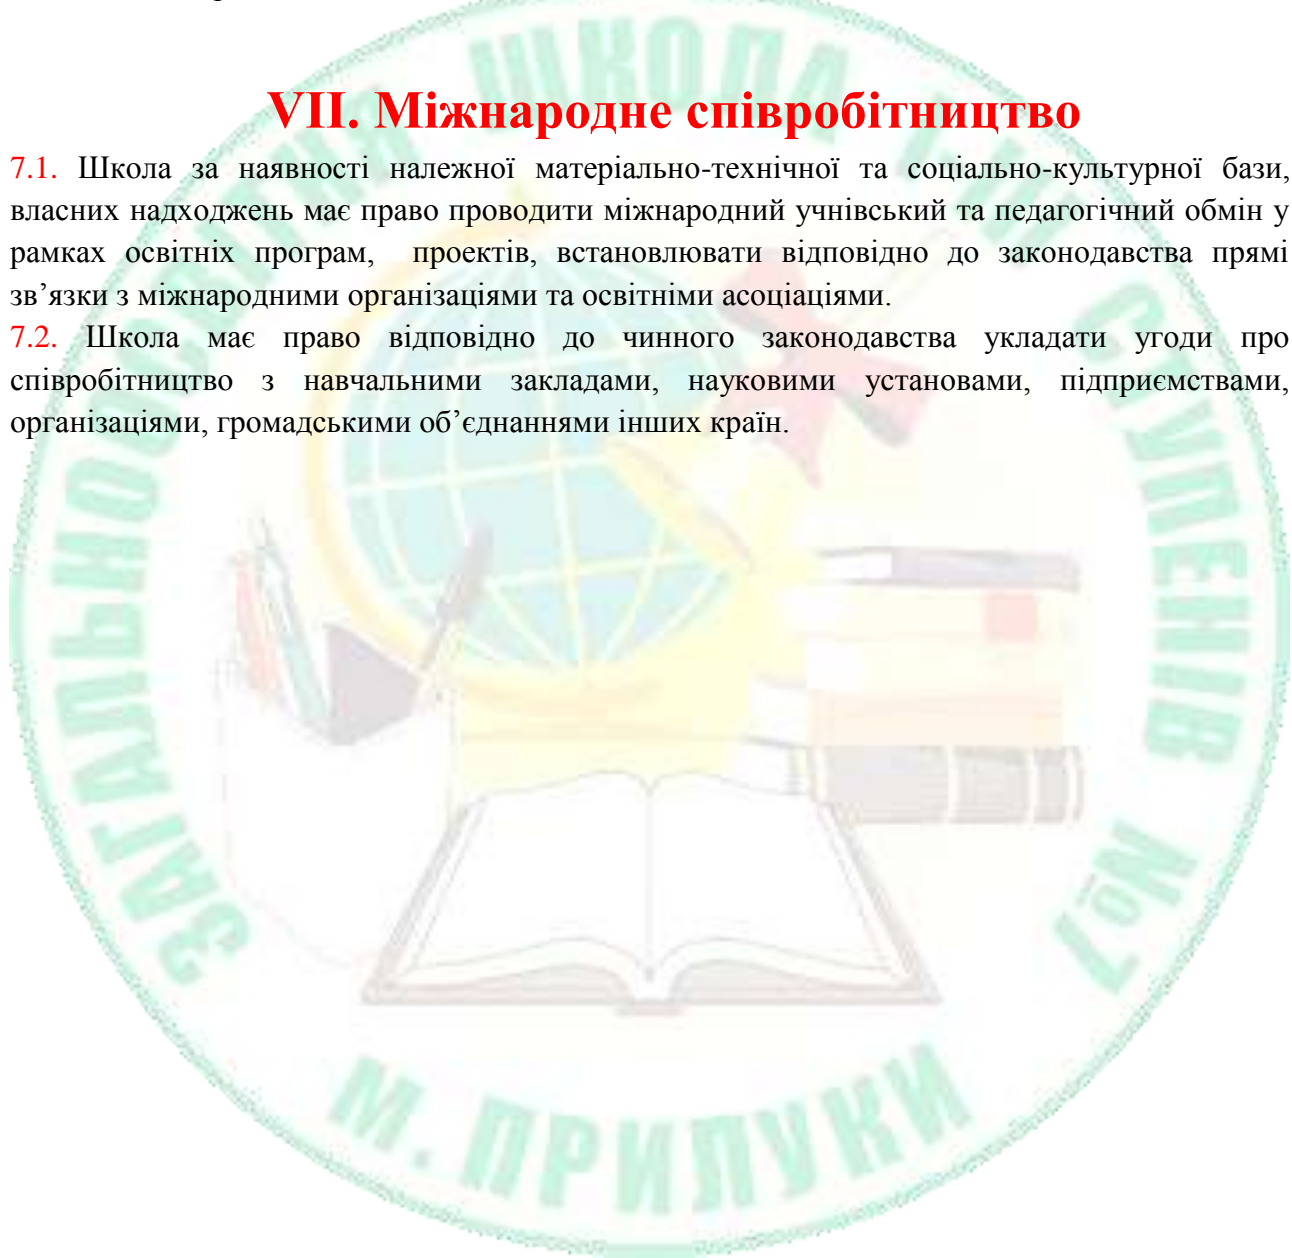 VII. Міжнародне співробітництво
7.1. Школа за наявності належної матеріально-технічної та соціально-культурної бази,
власних надходжень має право проводити міжнародний учнівський та педагогічний обмін у
рамках освітніх програм, проектів, встановлювати відповідно до законодавства прямі
зв’язки з міжнародними організаціями та освітніми асоціаціями.
7.2. Школа має право відповідно до чинного законодавства укладати угоди про
співробітництво з навчальними закладами, науковими установами, підприємствами,
організаціями, громадськими об’єднаннями інших країн.
ЗАГАЛЬНООСВІТНЯ ШКОЛА СТУПЕНІВ №7
М. ПРИЛУКИ